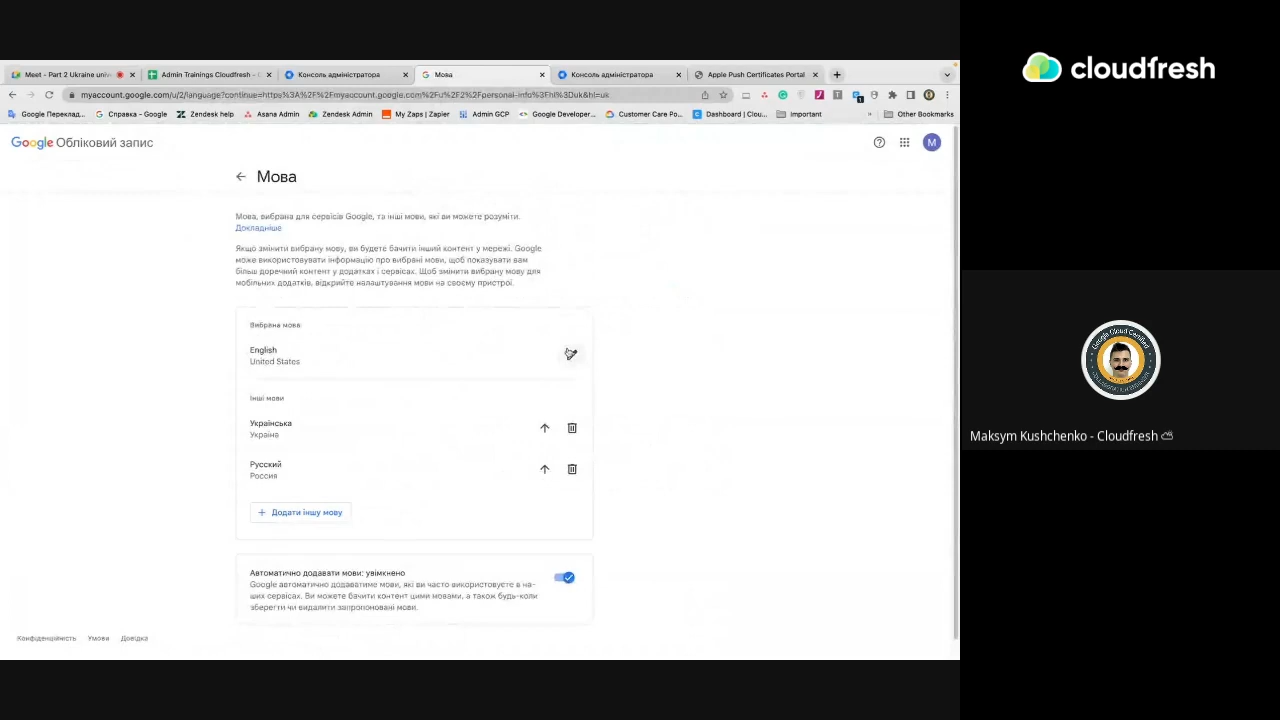 Meet - Part 2 Ukraine univ
Admin Trainings Cloudfresh - G
Консоль адміністратора
Мова
Консоль адміністратора
Apple Push Certificates Portal
myaccount.google.com/u/2/language?continue=https%3A%2F%2Fmyaccount.google.com%2Fu%2F2%2Fpersonal-info%3Fhl%3Duk&hl=uk
Google Переклад...
Справка – Google
Zendesk help
Asana Admin
Zendesk Admin
My Zaps | Zapier
Admin GCP
Google Developer...
Customer Care Po...
Dashboard | Clou...
Important
»
Other Bookmarks
Google Обліковий запис
M
Мова
Мова, вибрана для сервісів Google, та інші мови, які ви можете розуміти.
Докладніше
Якщо змінити вибрану мову, ви будете бачити інший контент у мережі. Google
може використовувати інформацію про вибрані мови, щоб показувати вам
більш доречний контент у додатках і сервісах. Щоб змінити вибрану мову для
мобільних додатків, відкрийте налаштування мови на своєму пристрої.
Вибрана мова
English
United States
Інші мови
Українська
Україна
Русский
Россия
+ Додати іншу мову
Автоматично додавати мови: увімкнено
Google автоматично додаватиме мови, які ви часто використовуєте в на-
ших сервісах. Ви можете бачити контент цими мовами, а також будь-коли
зберегти чи видалити запропоновані мови.
Конфіденційність
Умови
Довідка
cloudfresh
Google Cloud Certified
Maksym Kushchenko - Cloudfresh